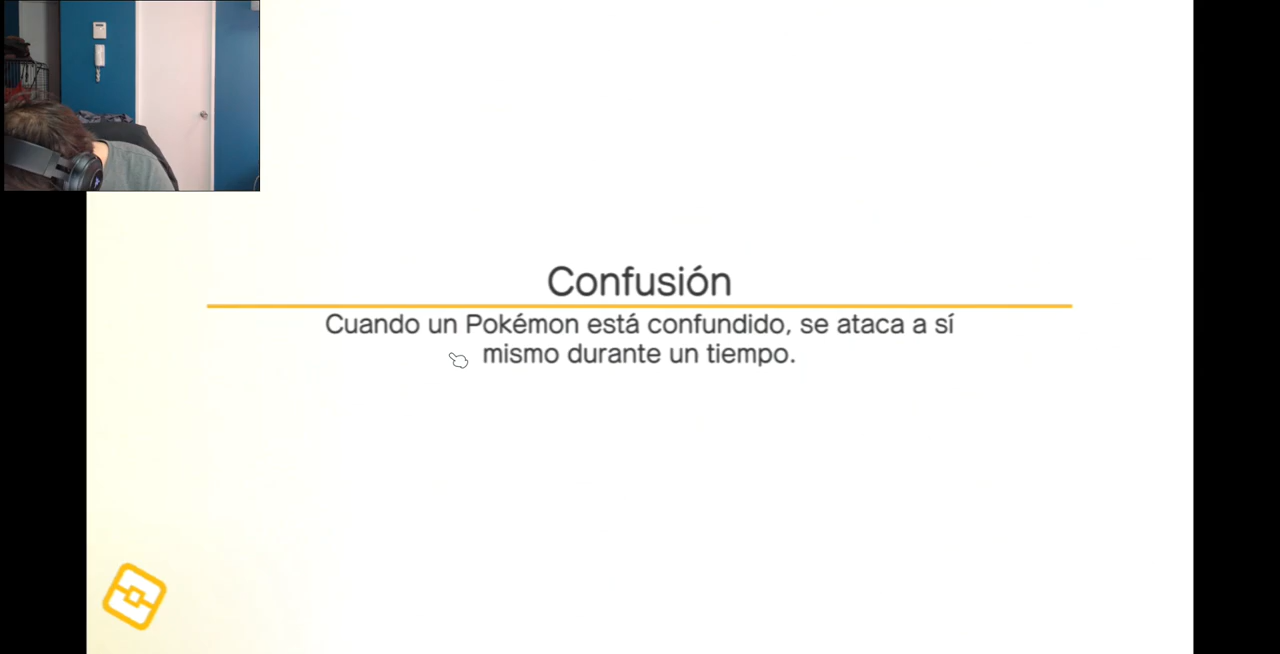 Confusión
Cuando un Pokémon está confundido, se ataca a sí
mismo durante un tiempo.